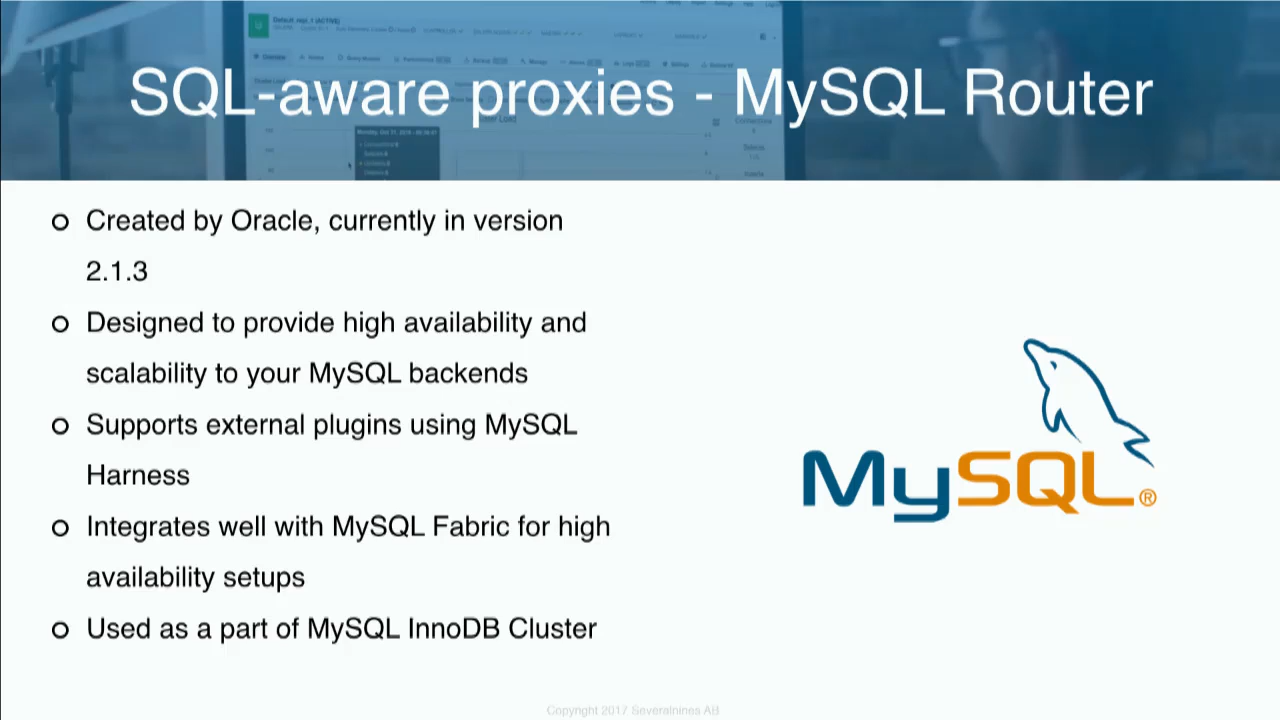 SQL-aware proxies - MySQL Router
Created by Oracle, currently in version
2.1.3
Designed to provide high availability and
scalability to your MySQL backends
Supports external plugins using MySQL
Harness
Integrates well with MySQL Fabric for high
availability setups
Used as a part of MySQL InnoDB Cluster
MySQL®
Copyright 2017 Severalnines AB